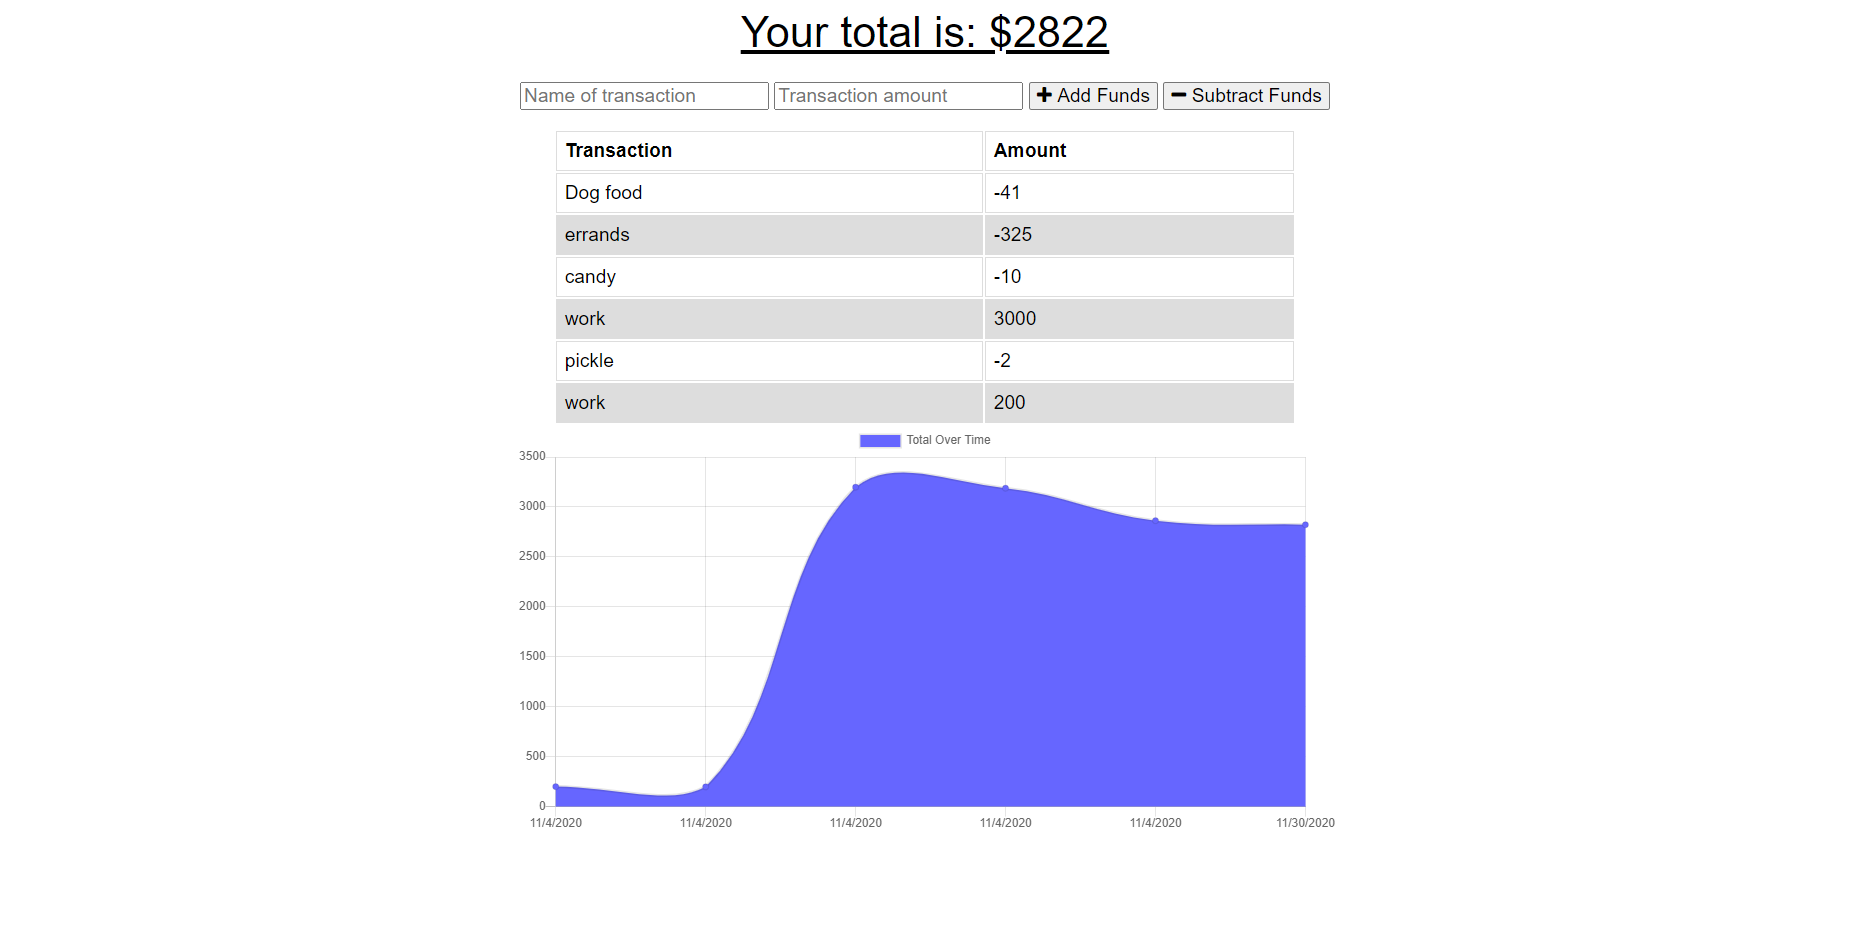 Your total is: $2822
Name of transaction Transaction amount Add Funds Subtract Funds
Transaction Amount
Dog food -41
errands -325
candy -10
work 3000
pickle -2
work 200
Total Over Time
3500
3000
2500
2000
1500
1000
500
0
11/4/2020 11/4/2020 11/4/2020 11/4/2020 11/4/2020 11/30/2020